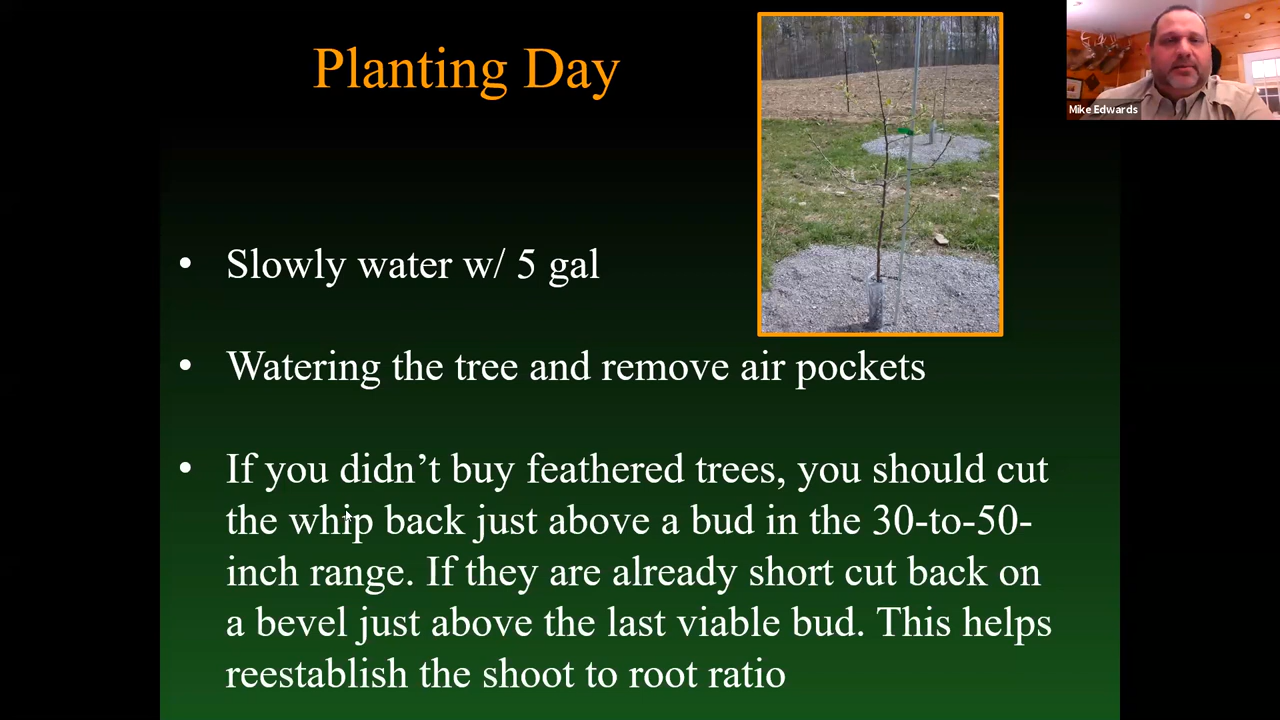 Planting Day
Mike Edwards
• Slowly water w/ 5 gal
• Watering the tree and remove air pockets
• If you didn’t buy feathered trees, you should cut
the whip back just above a bud in the 30-to-50-
inch range. If they are already short cut back on
a bevel just above the last viable bud. This helps
reestablish the shoot to root ratio